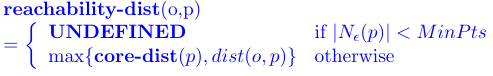 reachability-dist(o,p)
= { UNDEFINED if |N_ϵ(p)| < MinPts
max{core-dist(p), dist(o, p)} otherwise